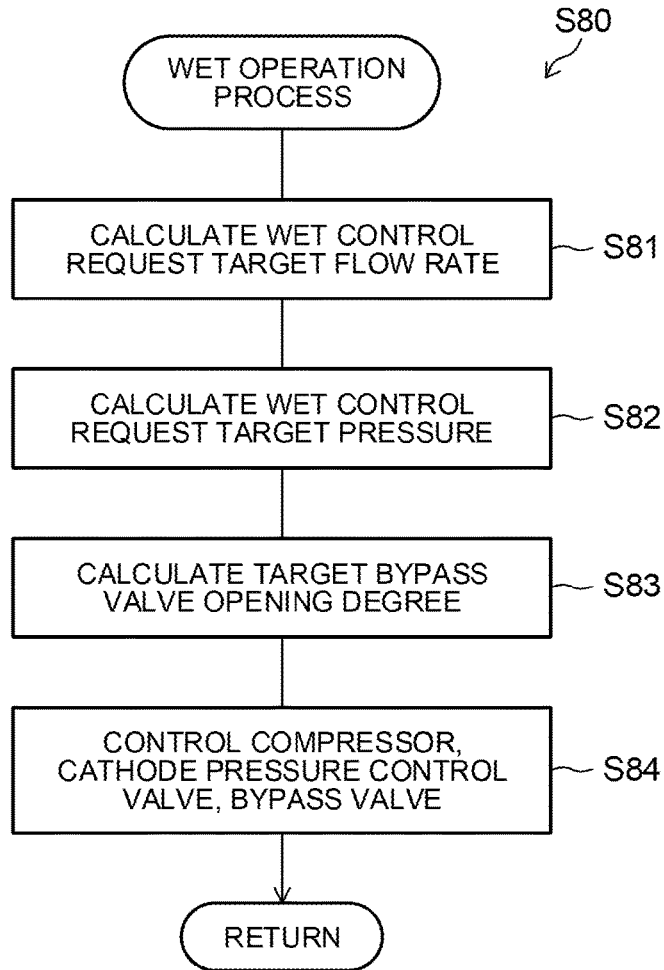 S80
WET OPERATION
PROCESS
CALCULATE WET CONTROL
REQUEST TARGET FLOW RATE
S81
CALCULATE WET CONTROL
REQUEST TARGET PRESSURE
S82
CALCULATE TARGET BYPASS
VALVE OPENING DEGREE
S83
CONTROL COMPRESSOR,
CATHODE PRESSURE CONTROL
VALVE, BYPASS VALVE
S84
RETURN